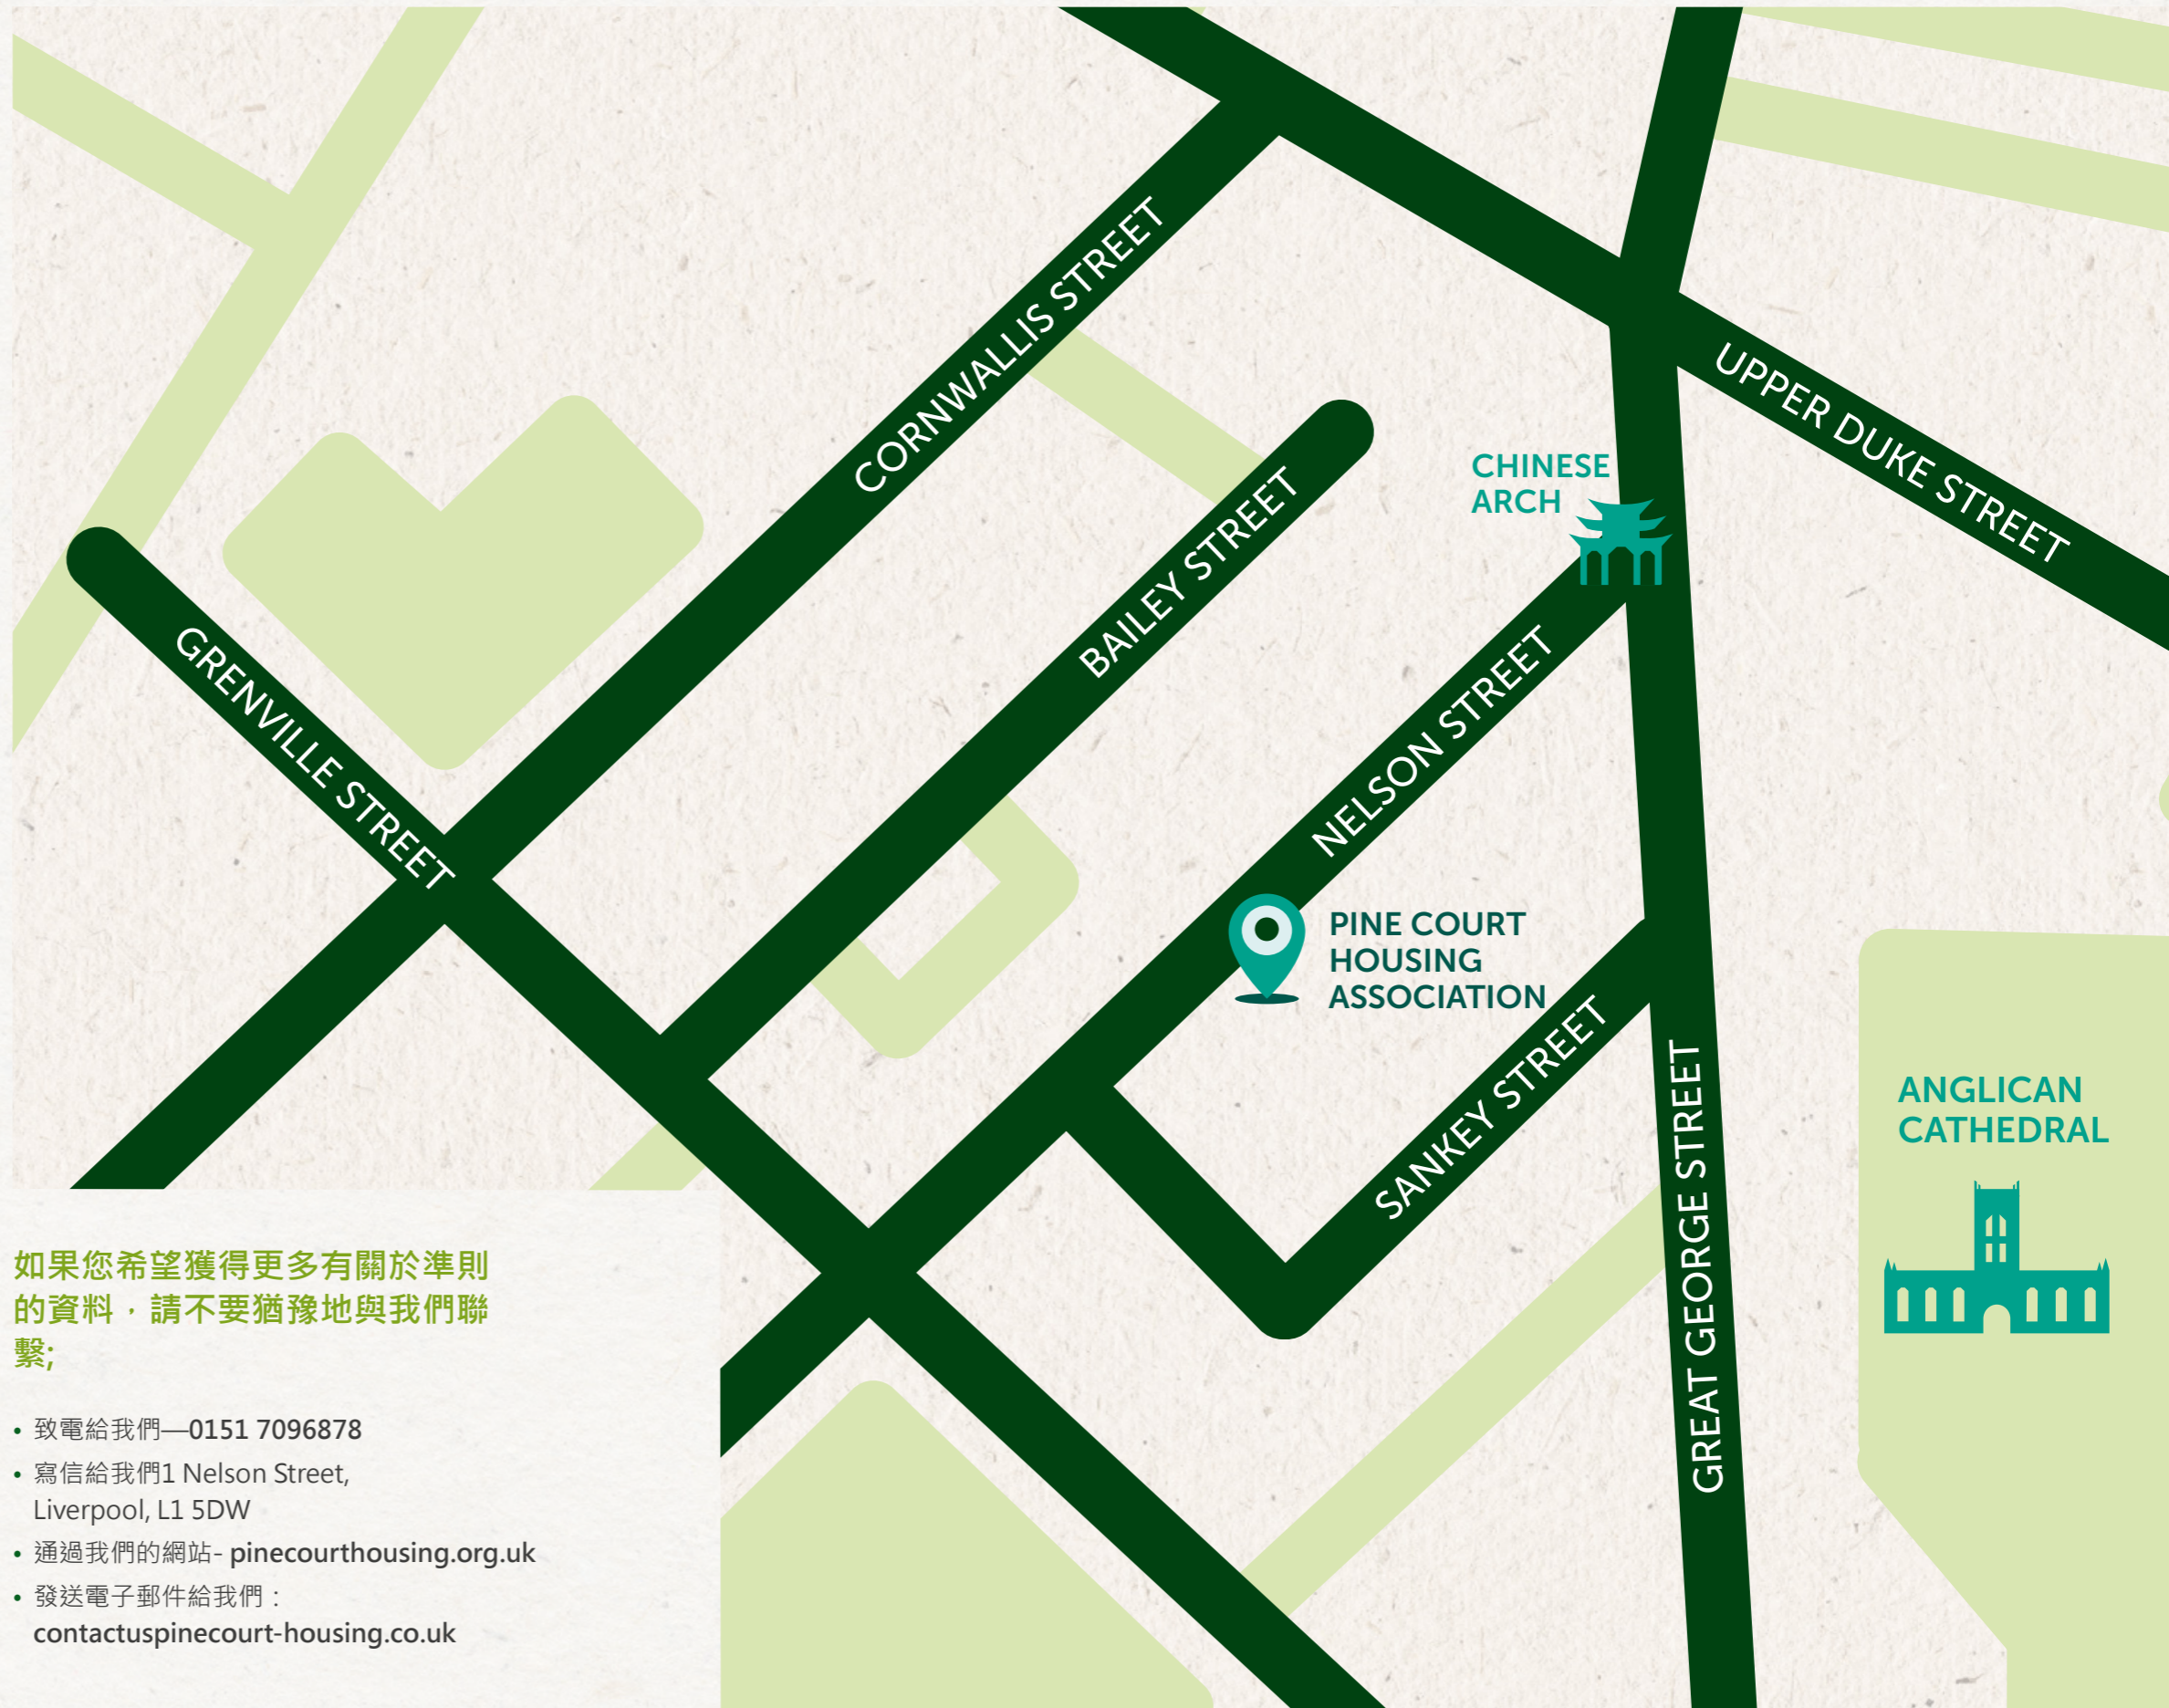 CORNWALLIS STREET
UPPER DUKE STREET
CHINESE
ARCH
BAILEY STREET
GRENVILLE STREET
NELSON STREET
PINE COURT
HOUSING
ASSOCIATION
SANKEY STREET
GREAT GEORGE STREET
ANGLICAN
CATHEDRAL
如果您希望獲得更多有關於準則
的資料，請不要猶豫地與我們聯
繫;
• 致電給我們—0151 7096878
• 寫信給我們1 Nelson Street,
Liverpool, L1 5DW
• 通過我們的網站- pinecourthousing.org.uk
• 發送電子郵件給我們：
contactuspinecourt-housing.co.uk